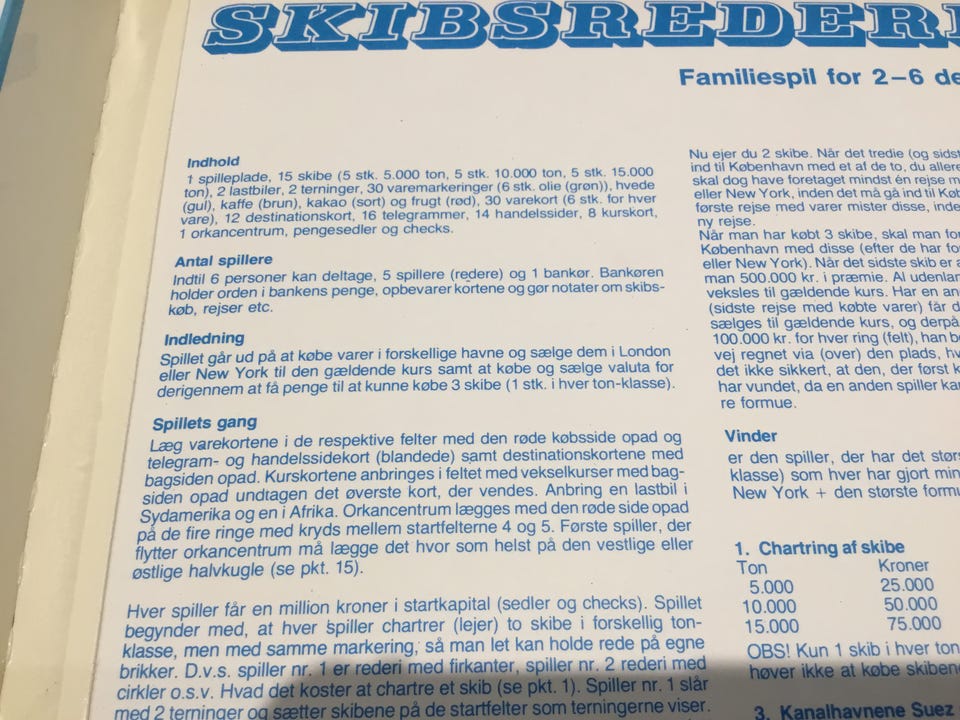 SKIBSREDER
Familiespil for 2–6
Indhold
1 spilleplade, 15 skibe (5 stk. 5.000 ton, 5 stk. 10.000 ton, 5 stk. 15.000
ton), 2 lastbiler, 2 terninger, 30 varemarkeringer (6 stk. olie (grøn)), hvede
(gul), kaffe (brun), kakao (sort) og frugt (rød), 30 varekort (6 stk. for hver
vare), 12 destinationskort, 16 telegrammer, 14 handelssider, 8 kurskort,
1 orkancentrum, pengesedler og checks.
Antal spillere
Indtil 6 personer kan deltage, 5 spillere (redere) og 1 bankør. Bankøren
holder orden i bankens penge, opbevarer kortene og gør notater om skibs-
køb, rejser etc.
Indledning
Spillet går ud på at købe varer i forskellige havne og sælge dem i London
eller New York til den gældende kurs samt at købe og sælge valuta for
derigennem at få penge til at kunne købe 3 skibe (1 stk. i hver ton-klasse).
Spillets gang
Læg varekortene i de respektive felter med den røde købsside opad og
telegram- og handelssidekort (blandede) samt destinationskortene med
bagsiden opad. Kurskortene anbringes i feltet med vekselkurser med bag-
siden opad undtagen det øverste kort, der vendes. Anbring en lastbil i
Sydamerika og en i Afrika. Orkancentrum lægges med den røde side opad
på de fire ringe med kryds mellem startfelterne 4 og 5. Første spiller, der
flytter orkancentrum må lægge det hvor som helst på den vestlige eller
østlige halvkugle (se pkt. 15).
Hver spiller får en million kroner i startkapital (sedler og checks). Spillet
begynder med, at hver spiller chartrer (lejer) to skibe i forskellig ton-
klasse, men med samme markering, så man let kan holde rede på egne
brikker. D.v.s. spiller nr. 1 er rederi med firkanter, spiller nr. 2 rederi med
cirkler o.s.v. Hvad det koster at chartre et skib (se pkt. 1). Spiller nr. 1 slår
med 2 terninger og sætter skibene på de startfelter som terningerne viser.
Nu ejer du 2 skibe. Når det tredie (og
ind til København med et af de to, du
skal dog have foretaget mindst én rejse
eller New York, inden det må gå ind til
første rejse med varer mister disse,
ny rejse.
Når man har købt 3 skibe, skal man
København med disse (efter de har
eller New York). Når det sidste skib er
man 500.000 kr. i præmie. Al
veksles til gældende kurs. Har en
(sidste rejse med købte varer) får
sælges til gældende kurs, og
100.000 kr. for hver ring (felt), han
vej regnet via (over) den plads,
det ikke sikkert, at den, der først
har vundet, da en anden spiller
re formue.
Vinder
er den spiller, der har det
klasse) som hver har gjort
New York + den største
1. Chartring af skibe
Ton Kroner
5.000 25.000
10.000 50.000
15.000 75.000
OBS! Kun 1 skib i hver
høver ikke at købe
3. Kanalhavnene Suez